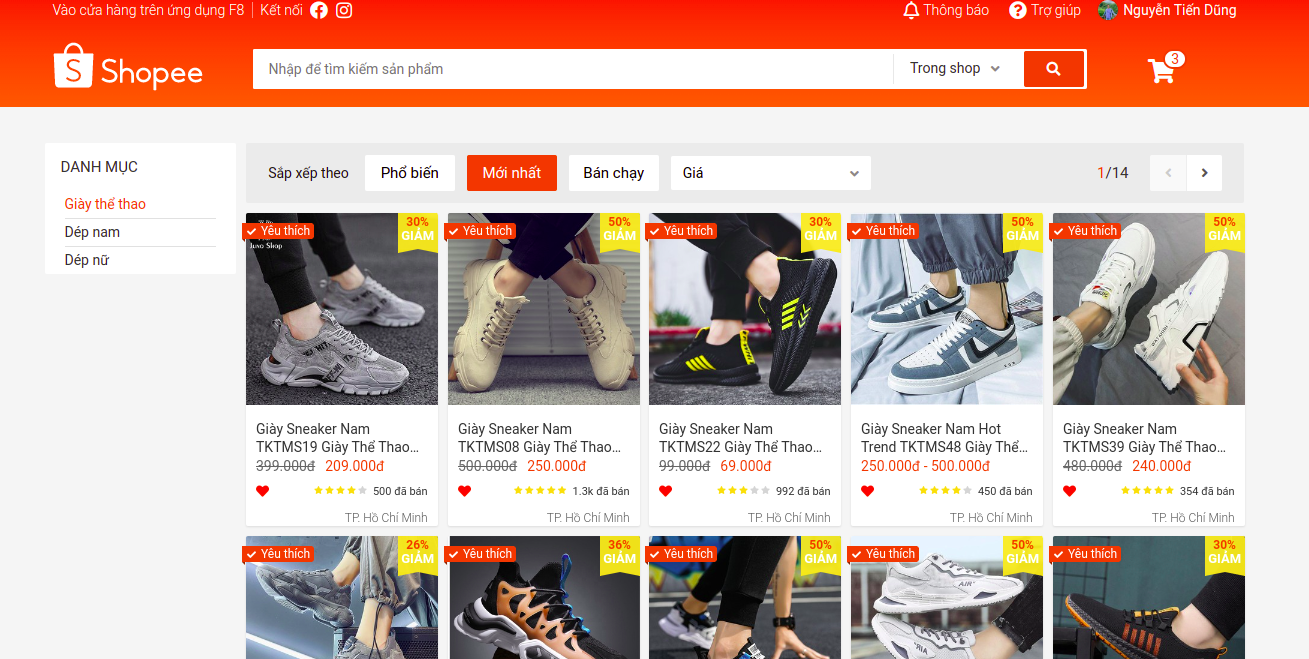 Vào cửa hàng trên ứng dụng F8 Kết nối Thông báo Trợ giúp Nguyễn Tiến Dũng
Shopee
Nhập để tìm kiếm sản phẩm Trong shop 3
DANH MỤC
Giày thể thao
Dép nam
Dép nữ
Sắp xếp theo Phổ biến Mới nhất Bán chạy Giá 1/14
Yêu thích 30% GIẢM
Juvo Shop
Giày Sneaker Nam
TKTMS19 Giày Thể Thao...
399.000đ 209.000đ
500 đã bán
TP. Hồ Chí Minh
Yêu thích 50% GIẢM
Giày Sneaker Nam
TKTMS08 Giày Thể Thao...
500.000đ 250.000đ
1.3k đã bán
TP. Hồ Chí Minh
Yêu thích 30% GIẢM
Giày Sneaker Nam
TKTMS22 Giày Thể Thao...
99.000đ 69.000đ
992 đã bán
TP. Hồ Chí Minh
Yêu thích 50% GIẢM
Giày Sneaker Nam Hot
Trend TKTMS48 Giày Thể...
250.000đ - 500.000đ
450 đã bán
TP. Hồ Chí Minh
Yêu thích 50% GIẢM
Giày Sneaker Nam
TKTMS39 Giày Thể Thao...
480.000đ 240.000đ
354 đã bán
TP. Hồ Chí Minh
Yêu thích 26% GIẢM
Yêu thích 36% GIẢM
Yêu thích 50% GIẢM
Yêu thích 50% GIẢM
Yêu thích 30% GIẢM